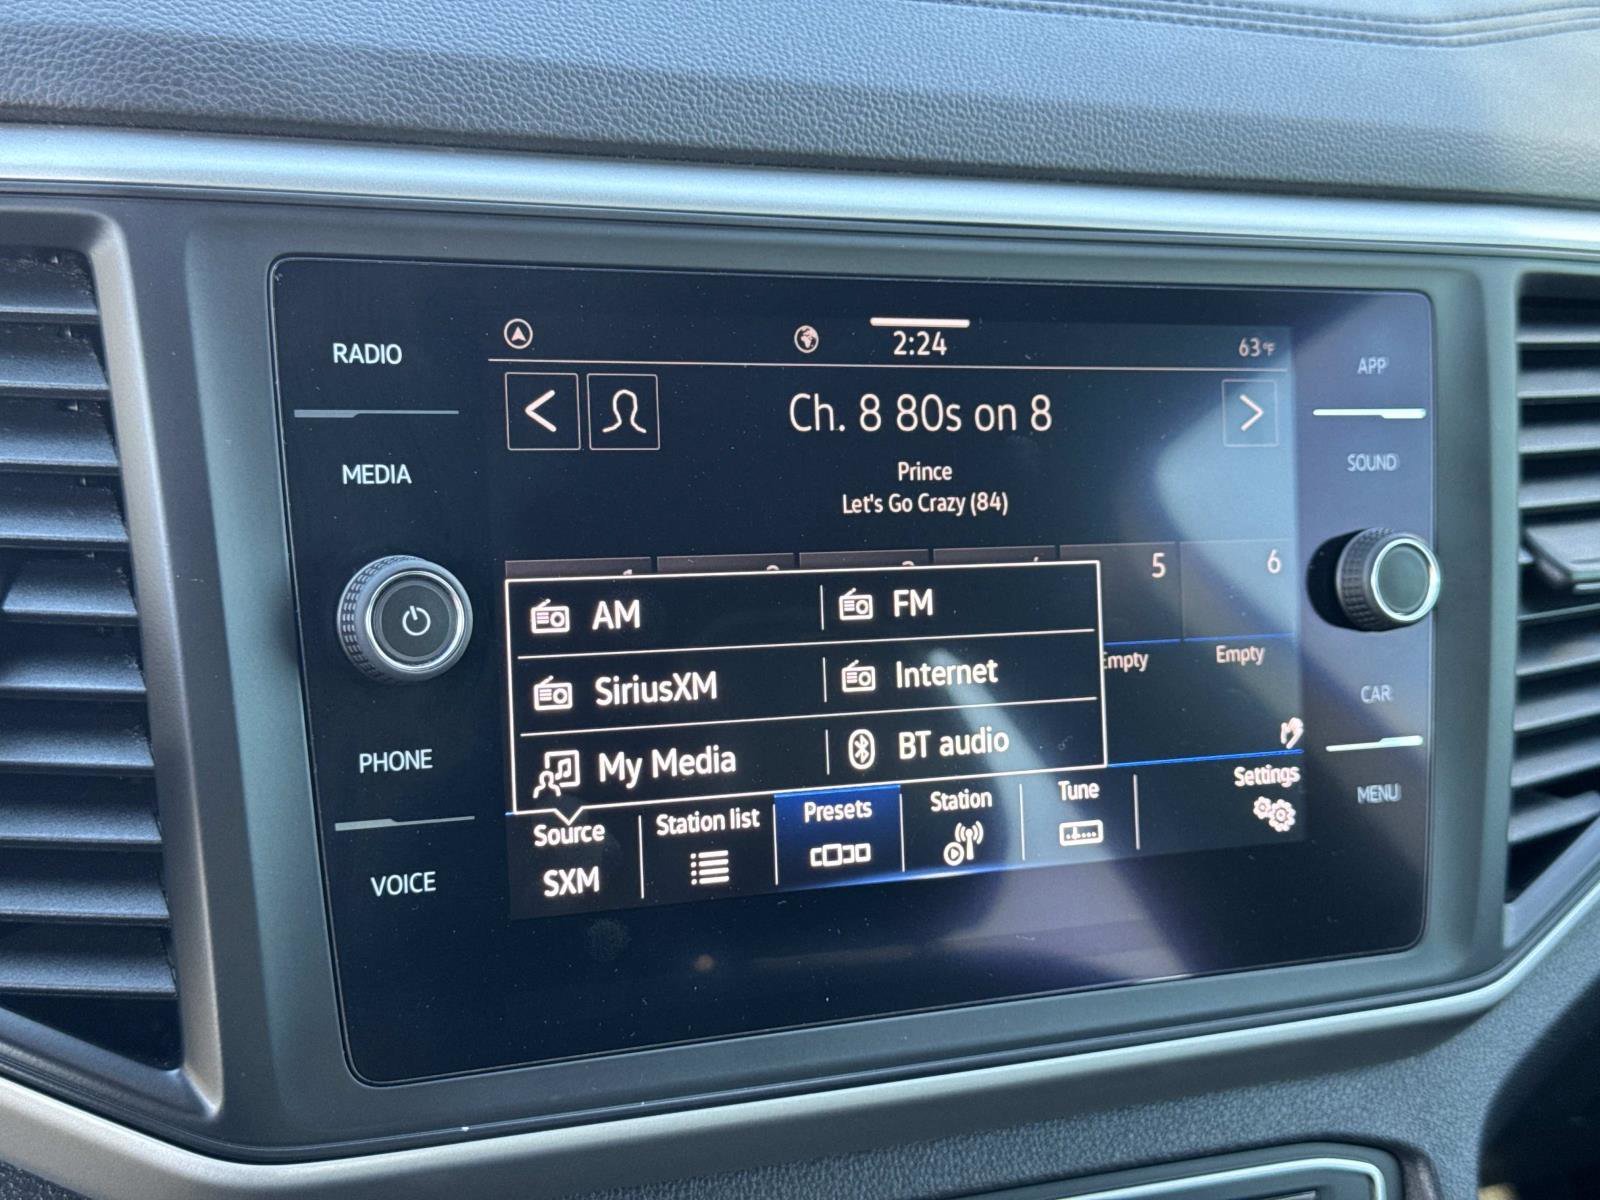 RADIO
MEDIA
PHONE
VOICE
2:24
63°F
Ch. 8 80s on 8
Prince
Let's Go Crazy (84)
5
6
AM
FM
SiriusXM
Internet
My Media
BT audio
Empty
Empty
Source
SXM
Station list
Presets
Station
Tune
Settings
APP
SOUND
CAR
MENU